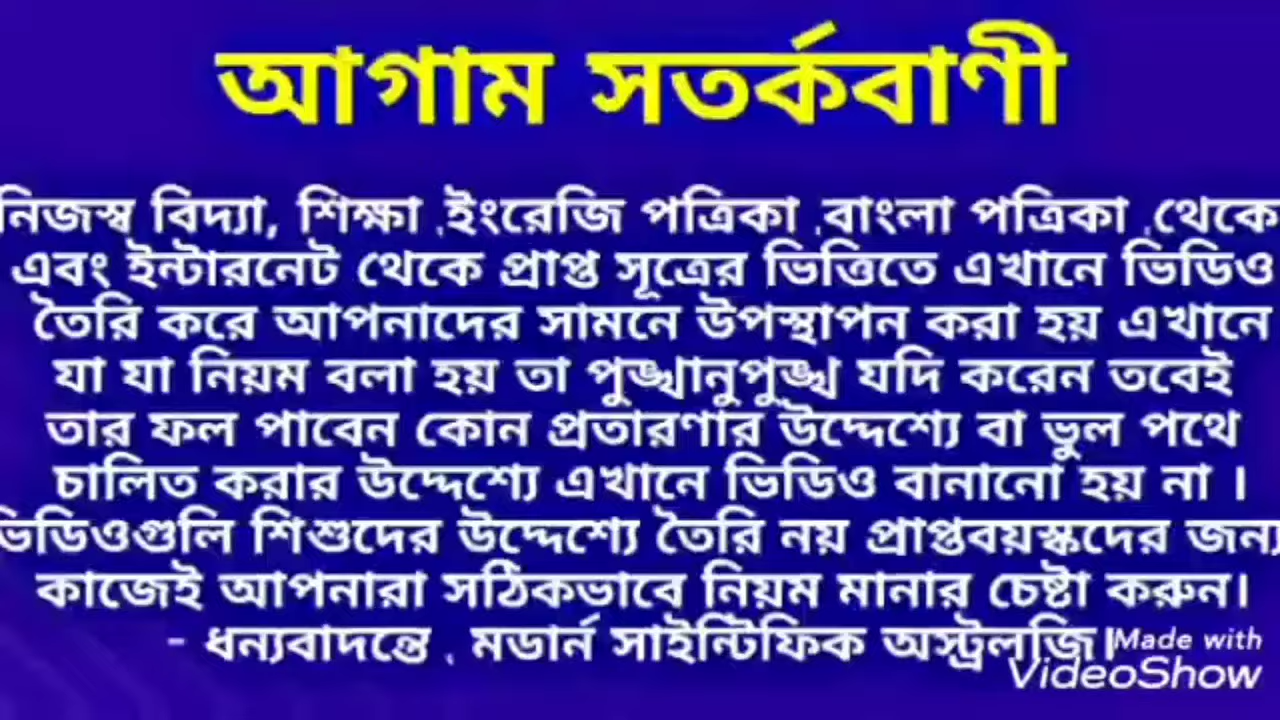 আগাম সতর্কবাণী
নিজস্ব বিদ্যা, শিক্ষা ,ইংরেজি পত্রিকা ,বাংলা পত্রিকা ,থেকে
এবং ইন্টারনেট থেকে প্রাপ্ত সূত্রের ভিত্তিতে এখানে ভিডিও
তৈরি করে আপনাদের সামনে উপস্থাপন করা হয় এখানে
যা যা নিয়ম বলা হয় তা পুঙ্খানুপুঙ্খ যদি করেন তবেই
তার ফল পাবেন কোন প্রতারণার উদ্দেশ্যে বা ভুল পথে
চালিত করার উদ্দেশ্যে এখানে ভিডিও বানানো হয় না ।
ভিডিওগুলি শিশুদের উদ্দেশ্যে তৈরি নয় প্রাপ্তবয়স্কদের জন্য
কাজেই আপনারা সঠিকভাবে নিয়ম মানার চেষ্টা করুন।
- ধন্যবাদন্তে , মডার্ন সাইন্টিফিক অস্ট্রলজি।
Made with
VideoShow